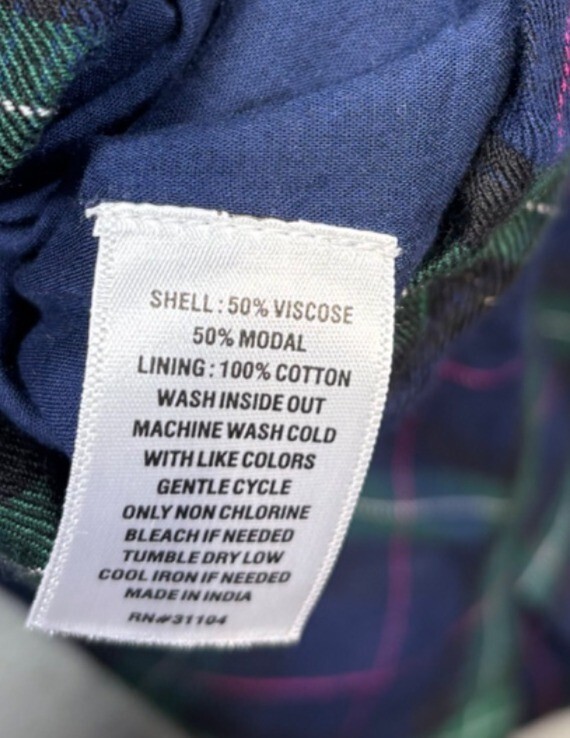 SHELL : 50% VISCOSE
50% MODAL
LINING : 100% COTTON
WASH INSIDE OUT
MACHINE WASH COLD
WITH LIKE COLORS
GENTLE CYCLE
ONLY NON CHLORINE
BLEACH IF NEEDED
TUMBLE DRY LOW
COOL IRON IF NEEDED
MADE IN INDIA
RN#31104